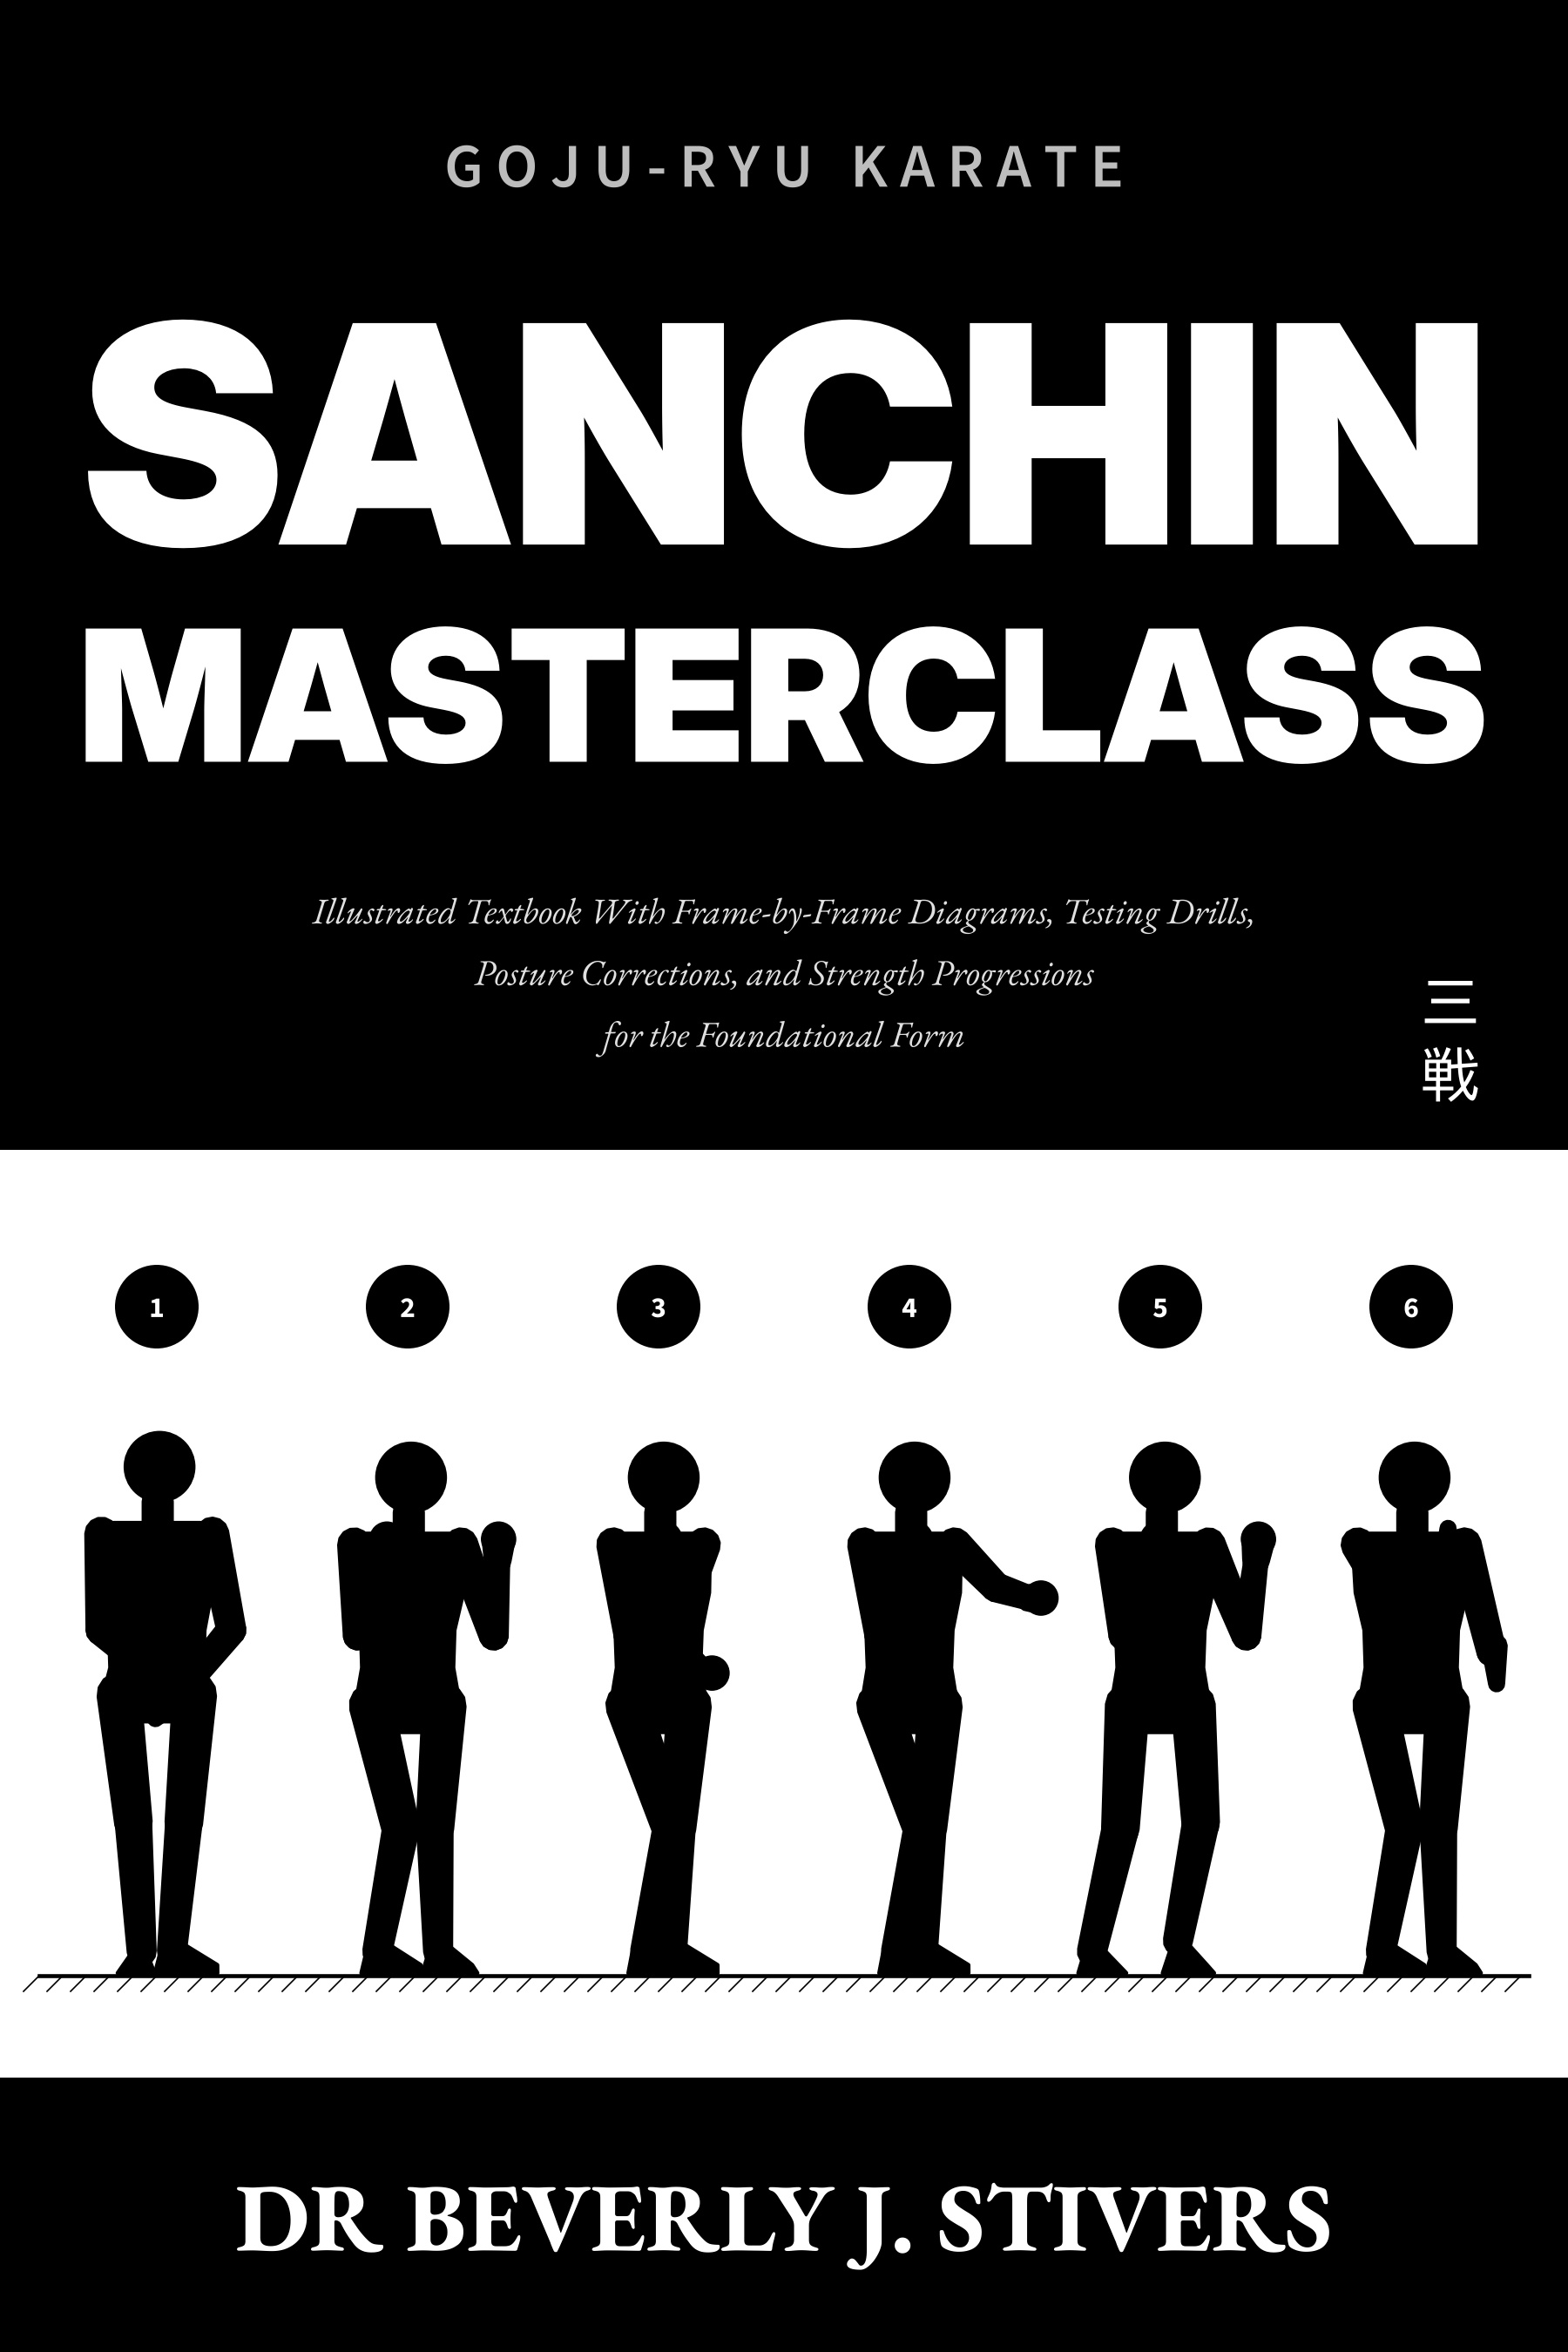 GOJU-RYU KARATE
SANCHIN
MASTERCLASS
Illustrated Textbook With Frame-by-Frame Diagrams, Testing Drills,
Posture Corrections, and Strength Progressions
for the Foundational Form
三戦
1 2 3 4 5 6
DR BEVERLY J. STIVERS